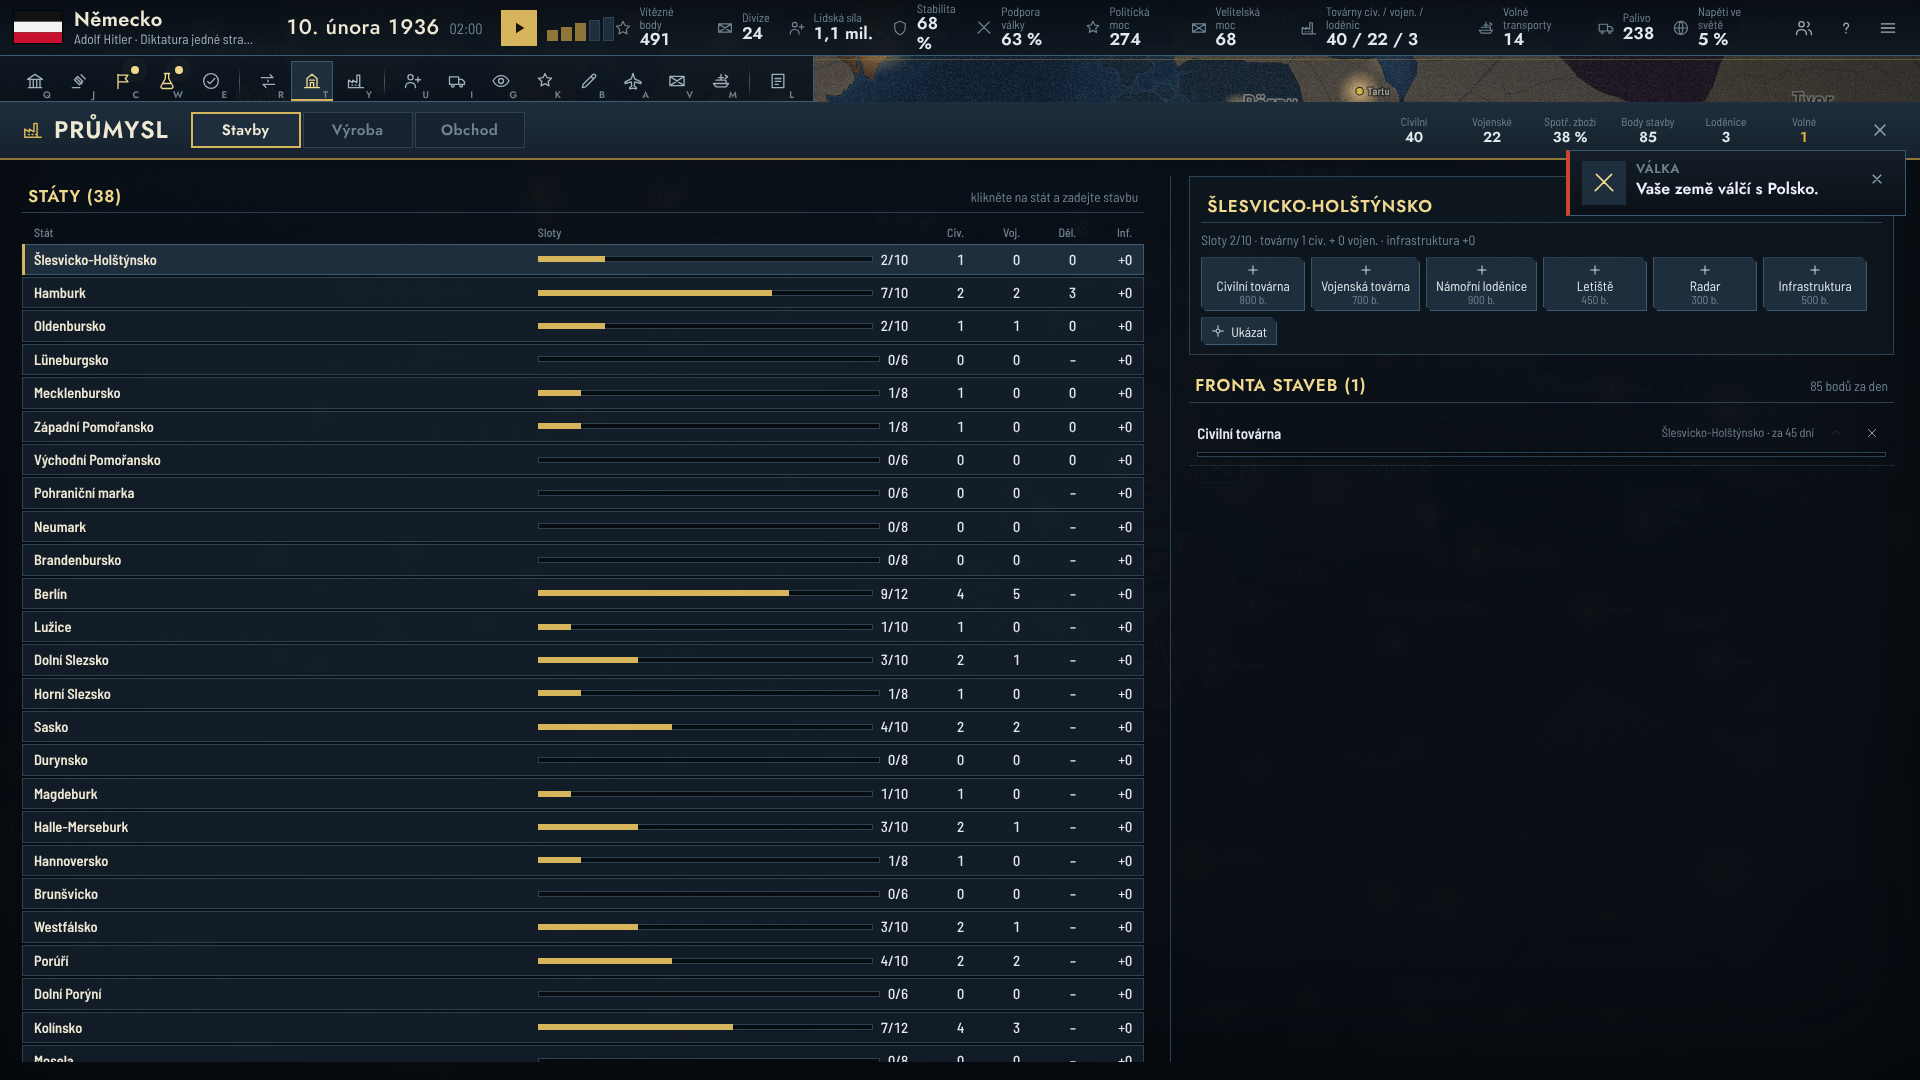 Německo
Adolf Hitler · Diktatura jedné stra...
10. února 1936 02:00
Vítězné body 491
Divize 24
Lidská síla 1,1 mil.
Stabilita 68 %
Podpora války 63 %
Politická moc 274
Velitelská moc 68
Továrny civ. / vojen. / loděnic 40 / 22 / 3
Volné transporty 14
Palivo 238
Napětí ve světě 5 %
?
Q J C W E R T Y U I G K B A V M L
Tartu
PRŮMYSL
Stavby
Výroba
Obchod
Civilní 40
Vojenské 22
Spotř. zboží 38 %
Body stavby 85
Loděnice 3
Volné 1
VÁLKA
Vaše země válčí s Polsko.
STÁTY (38)
klikněte na stát a zadejte stavbu
Stát Sloty Civ. Voj. Děl. Inf.
Šlesvicko-Holštýnsko 2/10 1 0 0 +0
Hamburk 7/10 2 2 3 +0
Oldenbursko 2/10 1 1 0 +0
Lüneburgsko 0/6 0 0 – +0
Mecklenbursko 1/8 1 0 0 +0
Západní Pomořansko 1/8 1 0 0 +0
Východní Pomořansko 0/6 0 0 0 +0
Pohraniční marka 0/6 0 0 – +0
Neumark 0/8 0 0 – +0
Brandenbursko 0/8 0 0 – +0
Berlín 9/12 4 5 – +0
Lužice 1/10 1 0 – +0
Dolní Slezsko 3/10 2 1 – +0
Horní Slezsko 1/8 1 0 – +0
Sasko 4/10 2 2 – +0
Durynsko 0/8 0 0 – +0
Magdeburk 1/10 1 0 – +0
Halle-Merseburk 3/10 2 1 – +0
Hannoversko 1/8 1 0 – +0
Brunšvicko 0/6 0 0 – +0
Westfálsko 3/10 2 1 – +0
Porúří 4/10 2 2 – +0
Dolní Porýní 0/6 0 0 – +0
Kolínsko 7/12 4 3 – +0
Mosela 0/8 0 0 – +0
ŠLESVICKO-HOLŠTÝNSKO
Sloty 2/10 · továrny 1 civ. + 0 vojen. · infrastruktura +0
Civilní továrna 800 b.
Vojenská továrna 700 b.
Námořní loděnice 900 b.
Letiště 450 b.
Radar 300 b.
Infrastruktura 500 b.
Ukázat
FRONTA STAVEB (1)
85 bodů za den
Civilní továrna
Šlesvicko-Holštýnsko · za 45 dní